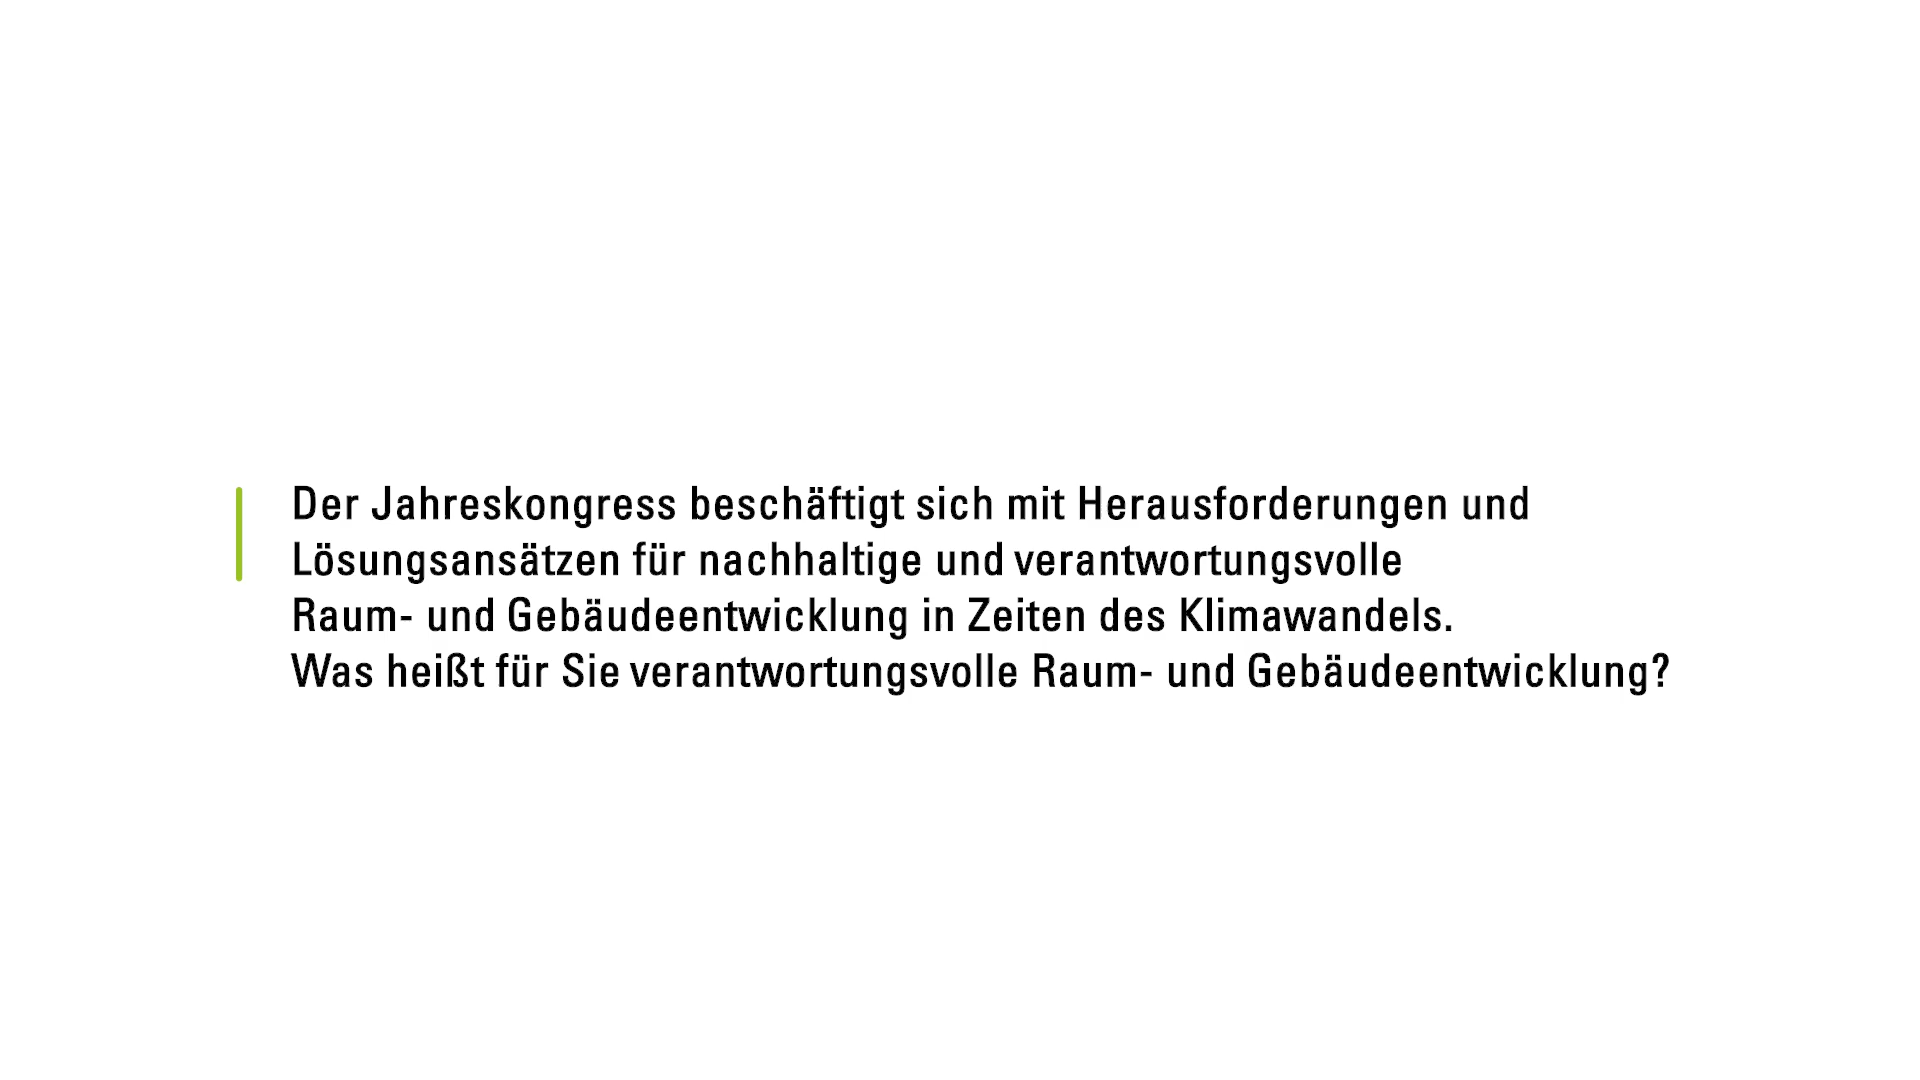 Der Jahreskongress beschäftigt sich mit Herausforderungen und
Lösungsansätzen für nachhaltige und verantwortungsvolle
Raum- und Gebäudeentwicklung in Zeiten des Klimawandels.
Was heißt für Sie verantwortungsvolle Raum- und Gebäudeentwicklung?